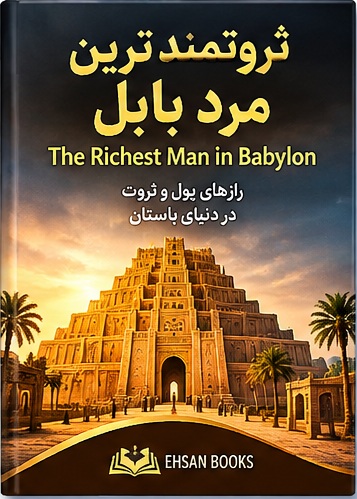 ثروتمندترین
مرد بابل
The Richest Man in Babylon
رازهای پول و ثروت
در دنیای باستان
EHSAN BOOKS